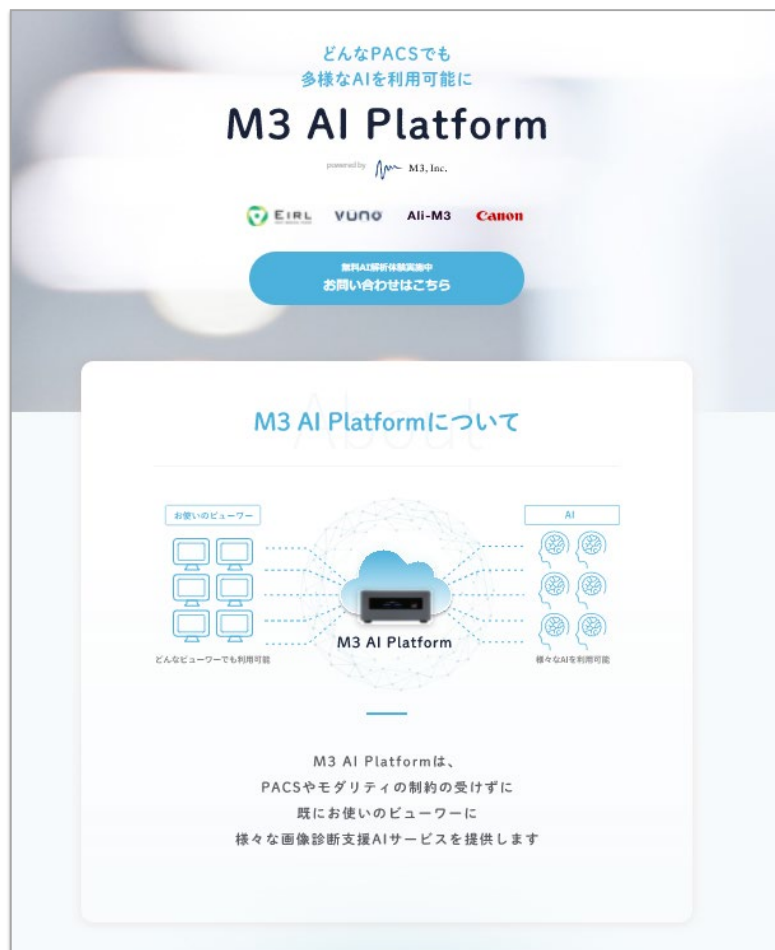 どんなPACSでも
多様なAIを利用可能に
M3 AI Platform
powered by M3, Inc.
EIRL VUNO Ali-M3 Canon
無料AI解析体験実施中
お問い合わせはこちら
About
M3 AI Platformについて
お使いのビューワー AI
M3 AI Platform
どんなビューワーでも利用可能 様々なAIを利用可能
M3 AI Platformは、
PACSやモダリティの制約の受けずに
既にお使いのビューワーに
様々な画像診断支援AIサービスを提供します